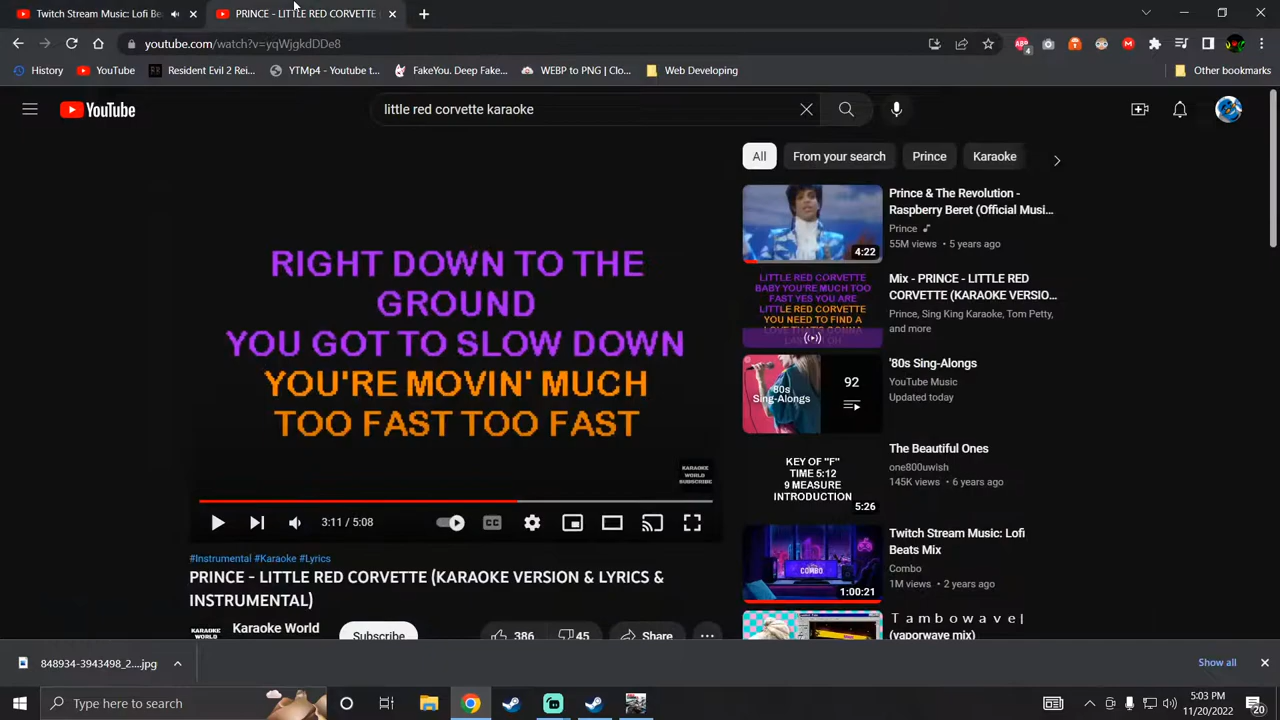 Twitch Stream Music: Lofi Be
PRINCE - LITTLE RED CORVETTE
youtube.com/watch?v=yqWjgkdDDe8
4
History
YouTube
Resident Evil 2 Rei...
YTMp4 - Youtube t...
FakeYou. Deep Fake...
WEBP to PNG | Clo...
Web Developing
Other bookmarks
YouTube
little red corvette karaoke
RIGHT DOWN TO THE
GROUND
YOU GOT TO SLOW DOWN
YOU'RE MOVIN' MUCH
TOO FAST TOO FAST
KARAOKE
WORLD
SUBSCRIBE
3:11 / 5:08
CC
#Instrumental #Karaoke #Lyrics
PRINCE - LITTLE RED CORVETTE (KARAOKE VERSION & LYRICS &
INSTRUMENTAL)
KARAOKE
WORLD
Karaoke World
Subscribe
386
45
Share
All
From your search
Prince
Karaoke
4:22
Prince & The Revolution -
Raspberry Beret (Official Musi...
Prince
55M views • 5 years ago
LITTLE RED CORVETTE
BABY YOU'RE MUCH TOO
FAST YES YOU ARE
LITTLE RED CORVETTE
YOU NEED TO FIND A
LOVE THAT'S GONNA
Mix - PRINCE - LITTLE RED
CORVETTE (KARAOKE VERSIO...
Prince, Sing King Karaoke, Tom Petty,
and more
80s
Sing-Alongs
92
'80s Sing-Alongs
YouTube Music
Updated today
KEY OF "F"
TIME 5:12
9 MEASURE
INTRODUCTION
5:26
The Beautiful Ones
one800uwish
145K views • 6 years ago
COMBO
1:00:21
Twitch Stream Music: Lofi
Beats Mix
Combo
1M views • 2 years ago
Ｔａｍｂｏｗａｖｅ|
(vaporwave mix)
848934-3943498_2....jpg
Show all
Type here to search
5:03 PM
11/20/2022
20